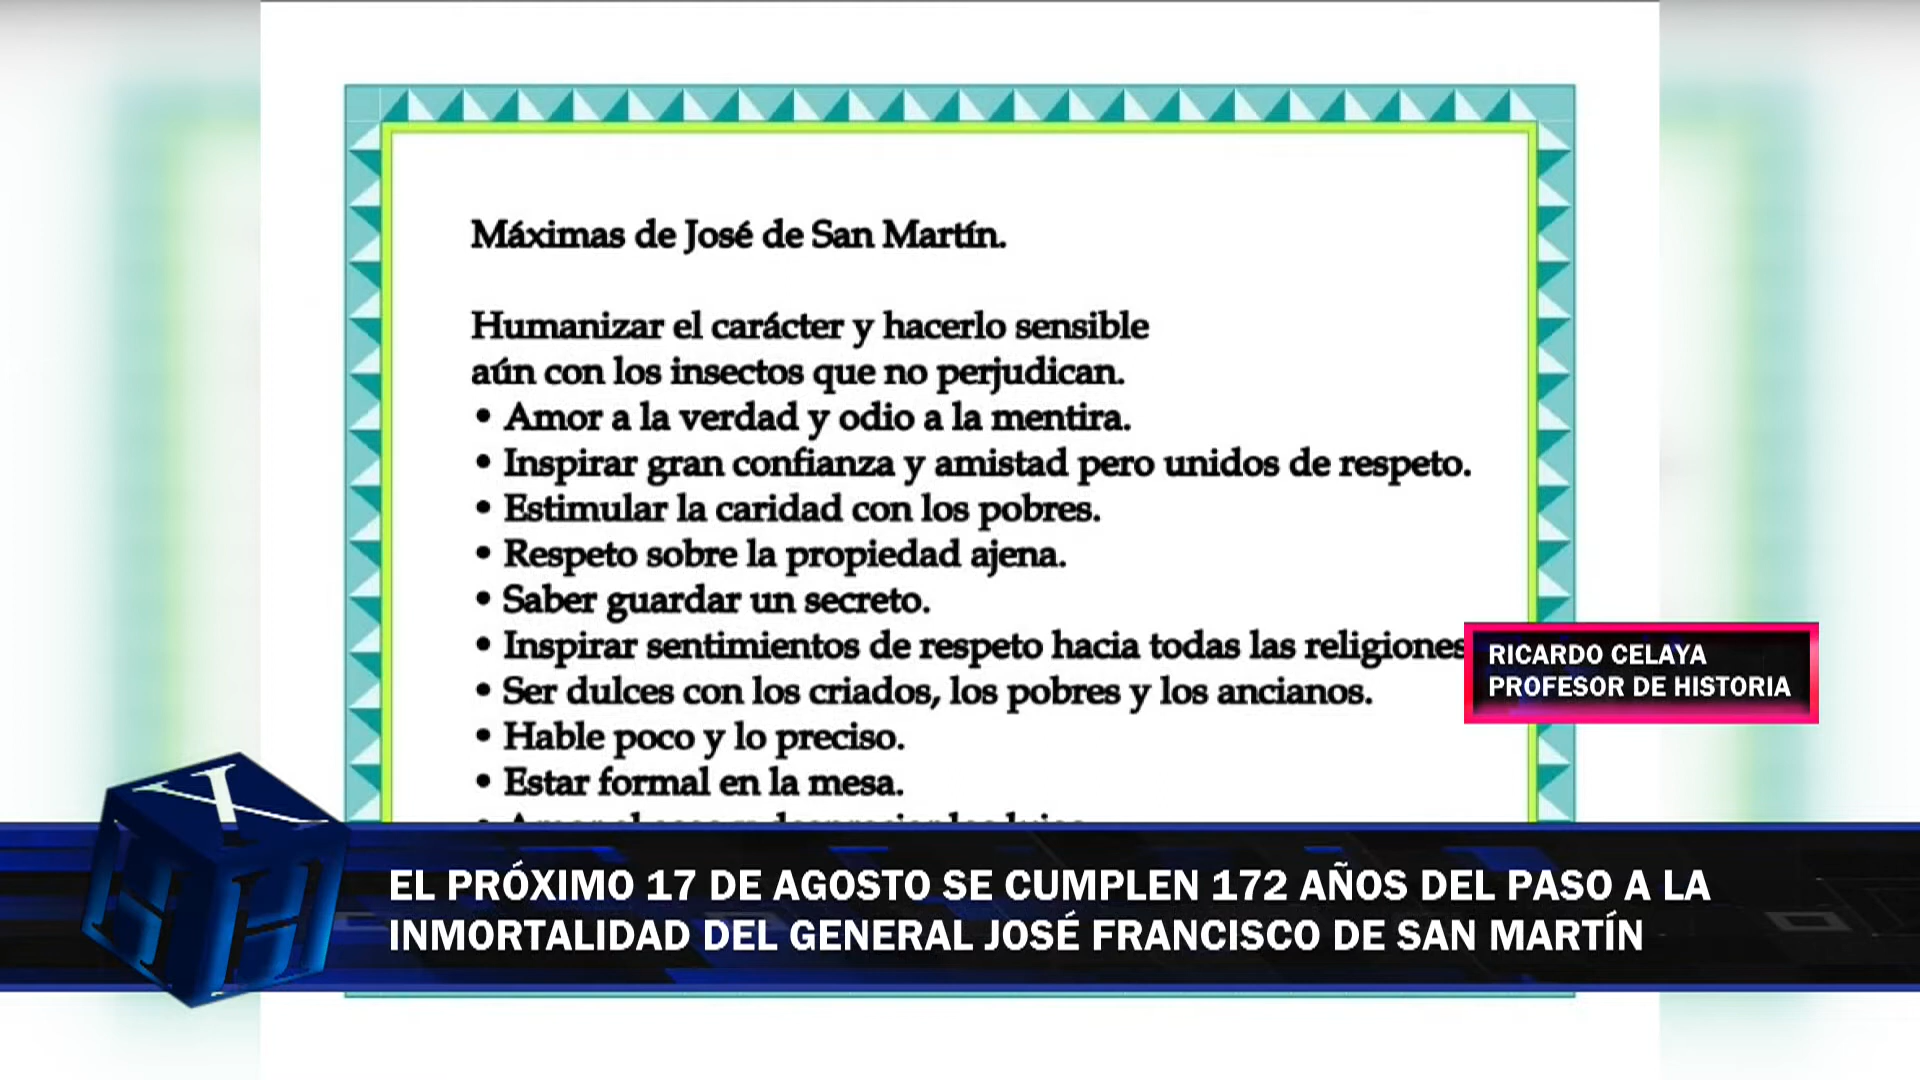 Máximas de José de San Martín.
Humanizar el carácter y hacerlo sensible
aún con los insectos que no perjudican.
• Amor a la verdad y odio a la mentira.
• Inspirar gran confianza y amistad pero unidos de respeto.
• Estimular la caridad con los pobres.
• Respeto sobre la propiedad ajena.
• Saber guardar un secreto.
• Inspirar sentimientos de respeto hacia todas las religiones
• Ser dulces con los criados, los pobres y los ancianos.
• Hable poco y lo preciso.
• Estar formal en la mesa.
RICARDO CELAYA
PROFESOR DE HISTORIA
X
H H
EL PRÓXIMO 17 DE AGOSTO SE CUMPLEN 172 AÑOS DEL PASO A LA
INMORTALIDAD DEL GENERAL JOSÉ FRANCISCO DE SAN MARTÍN